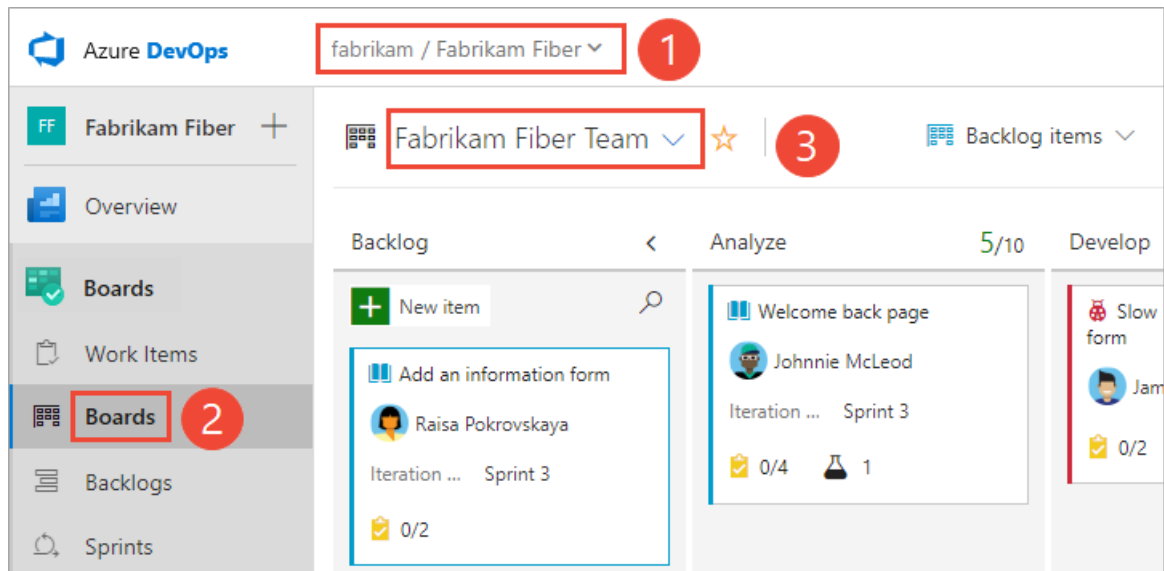 Azure DevOps
fabrikam / Fabrikam Fiber
1
FF
Fabrikam Fiber
Fabrikam Fiber Team
3
Backlog items
Overview
Backlog
Analyze
5/10
Develop
Boards
New item
Welcome back page
Slow
form
Work Items
Johnnie McLeod
Add an information form
Jam
Boards
2
Raisa Pokrovskaya
Iteration ... Sprint 3
0/2
0/4
1
Backlogs
Iteration ... Sprint 3
0/2
Sprints